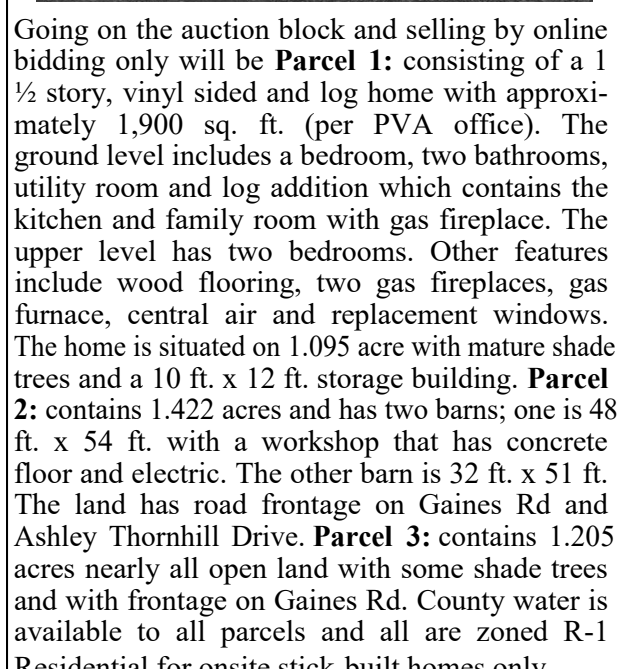 Going on the auction block and selling by online
bidding only will be Parcel 1: consisting of a 1
½ story, vinyl sided and log home with approxi-
mately 1,900 sq. ft. (per PVA office). The
ground level includes a bedroom, two bathrooms,
utility room and log addition which contains the
kitchen and family room with gas fireplace. The
upper level has two bedrooms. Other features
include wood flooring, two gas fireplaces, gas
furnace, central air and replacement windows.
The home is situated on 1.095 acre with mature shade
trees and a 10 ft. x 12 ft. storage building. Parcel
2: contains 1.422 acres and has two barns; one is 48
ft. x 54 ft. with a workshop that has concrete
floor and electric. The other barn is 32 ft. x 51 ft.
The land has road frontage on Gaines Rd and
Ashley Thornhill Drive. Parcel 3: contains 1.205
acres nearly all open land with some shade trees
and with frontage on Gaines Rd. County water is
available to all parcels and all are zoned R-1
Residential for onsite stick-built homes only